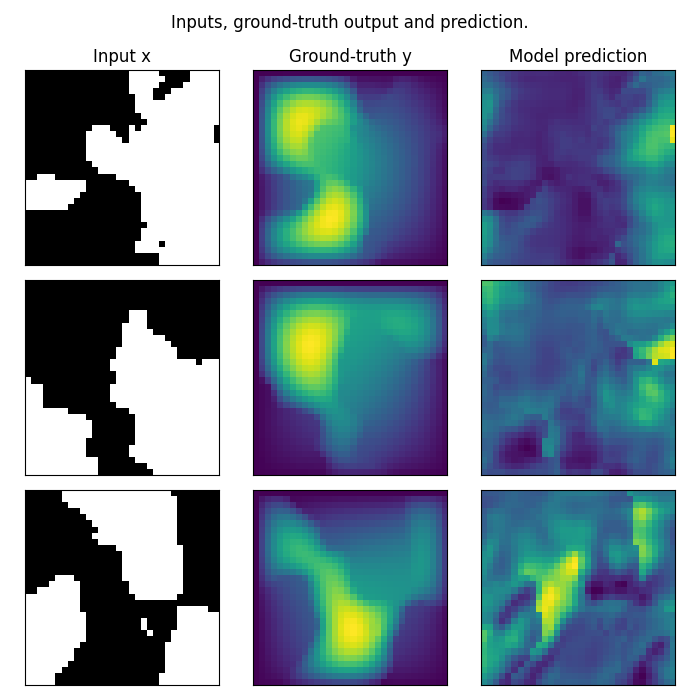 Inputs, ground-truth output and prediction.
Input x
Ground-truth y
Model prediction